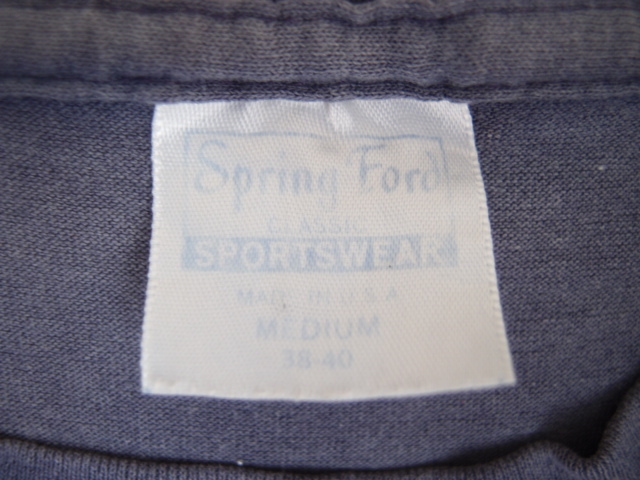 Spring Ford
CLASSIC
SPORTSWEAR
MADE IN U.S.A
MEDIUM
38-40